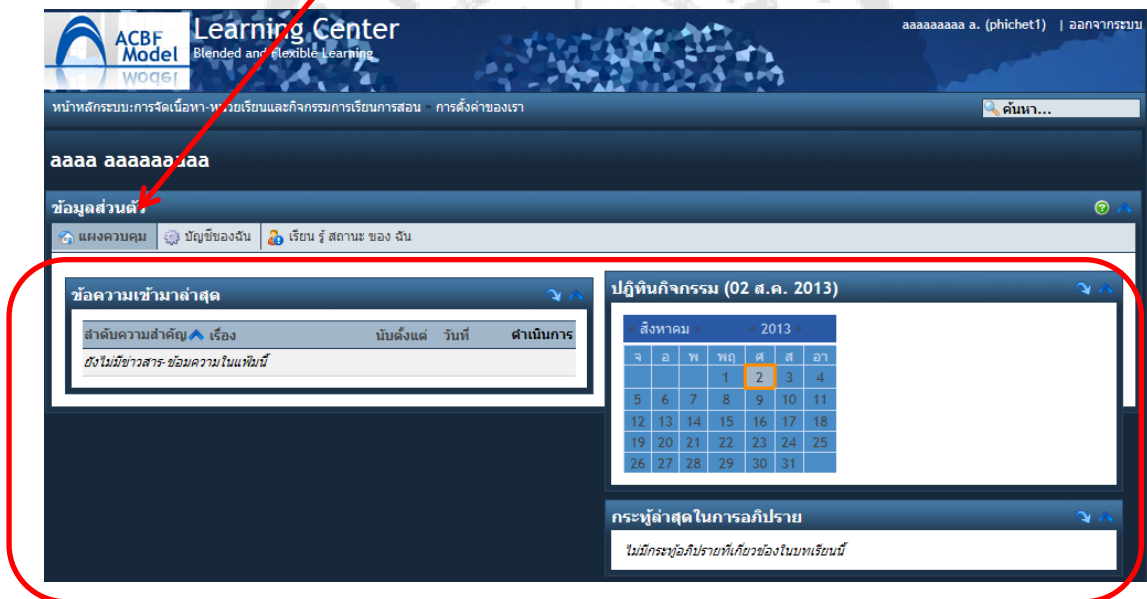 ACBF Model
Learning Center
Blended and Flexible Learning
aaaaaaaaa a. (phichet1) | ออกจากระบบ
หน้าหลักระบบ:การจัดเนื้อหา-หน่วยเรียนและกิจกรรมการเรียนการสอน » การตั้งค่าของเรา
ค้นหา...
aaaa aaaaaaaaa
ข้อมูลส่วนตัว
แผงควบคุม บัญชีของฉัน เรียน รู้ สถานะ ของ ฉัน
ข้อความเข้ามาล่าสุด
ลำดับความสำคัญ เรื่อง นับตั้งแต่ วันที่ ดำเนินการ
ยังไม่มีข่าวสาร-ข้อมความในแฟ้มนี้
ปฏิทินกิจกรรม (02 ส.ค. 2013)
« สิงหาคม » « 2013 »
จ อ พ พฤ ศ ส อา
1 2 3 4
5 6 7 8 9 10 11
12 13 14 15 16 17 18
19 20 21 22 23 24 25
26 27 28 29 30 31
กระทู้ล่าสุดในการอภิปราย
ไม่มีกระทู้อภิปรายที่เกี่ยวข้องในบทเรียนนี้